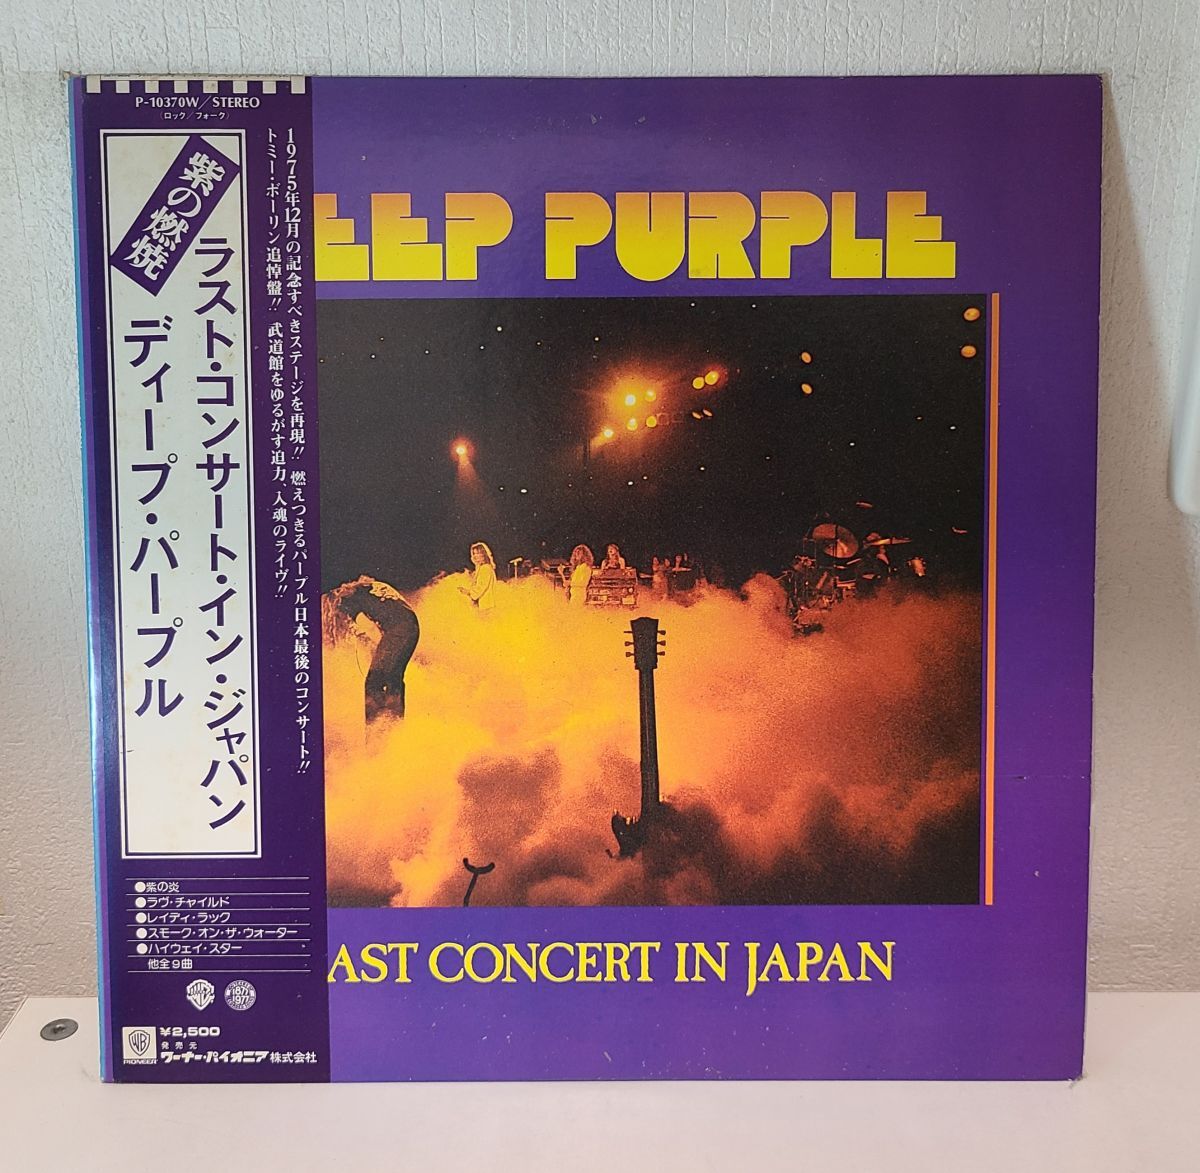 P-10370W/STEREO
(ロック/フォーク)
紫の燃焼
ラスト・コンサート・イン・ジャパン
ディープ・パープル
1975年12月の記念すべきステージを再現!! 燃えつきるパープル日本最後のコンサート!!
トミー・ボーリン追悼盤!! 武道館をゆるがす迫力、入魂のライヴ!!
●紫の炎
●ラヴ・チャイルド
●レイディ・ラック
●スモーク・オン・ザ・ウォーター
●ハイウェイ・スター
他全9曲
1877
1977
WB
PIONEER
¥2,500
発売元
ワーナー・パイオニア株式会社
EEP PURPLE
AST CONCERT IN JAPAN